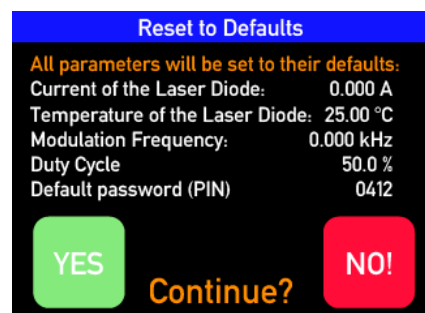 Reset to Defaults
All parameters will be set to their defaults:
Current of the Laser Diode: 0.000 A
Temperature of the Laser Diode: 25.00 °C
Modulation Frequency: 0.000 kHz
Duty Cycle 50.0 %
Default password (PIN) 0412
YES
Continue?
NO!